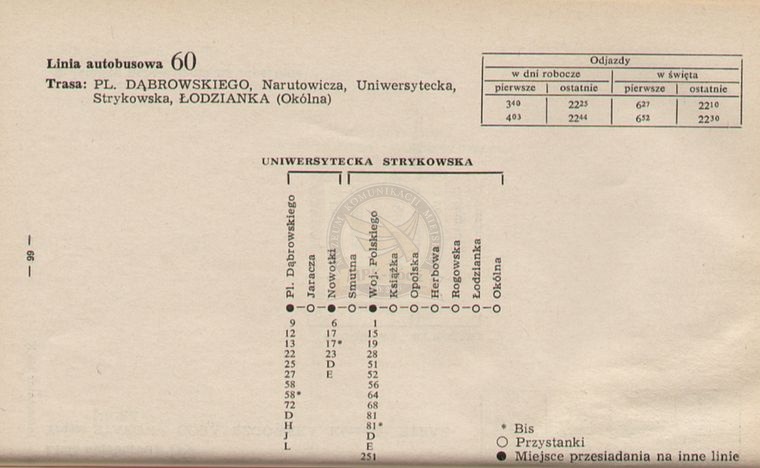 Linia autobusowa 60
Trasa: PL. DĄBROWSKIEGO, Narutowicza, Uniwersytecka,
Strykowska, ŁODZIANKA (Okólna)
Odjazdy
w dni robocze w święta
pierwsze ostatnie pierwsze ostatnie
3⁴⁰ 22²⁵ 6²⁷ 22¹⁰
4⁰³ 22⁴⁴ 6⁵² 22³⁰
UNIWERSYTECKA STRYKOWSKA
Pl. Dąbrowskiego
Jaracza
Nowotki
Smutna
Woj. Polskiego
Książka
Opolska
Herbowa
Rogowska
Łodzianka
Okólna
9 6 1
12 17 15
13 17* 19
22 23 28
25 D 51
27 E 52
58 56
58* 64
72 68
D 81
H 81*
J D
L E
251
* Bis
Przystanki
Miejsce przesiadania na inne linie
— 99 —